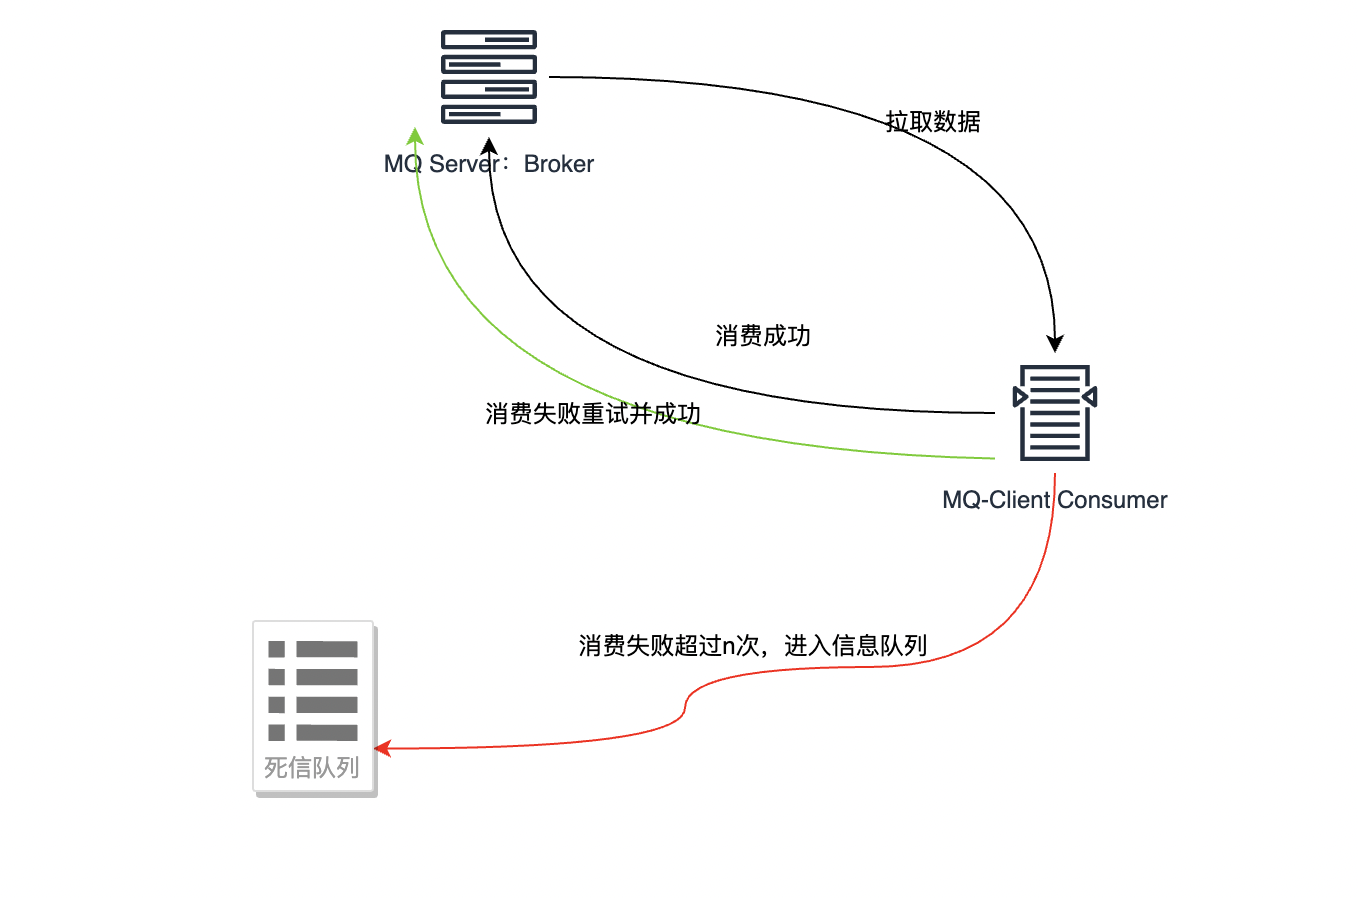 拉取数据
MQ Server：Broker
消费成功
消费失败重试并成功
MQ-Client Consumer
消费失败超过n次，进入信息队列
死信队列